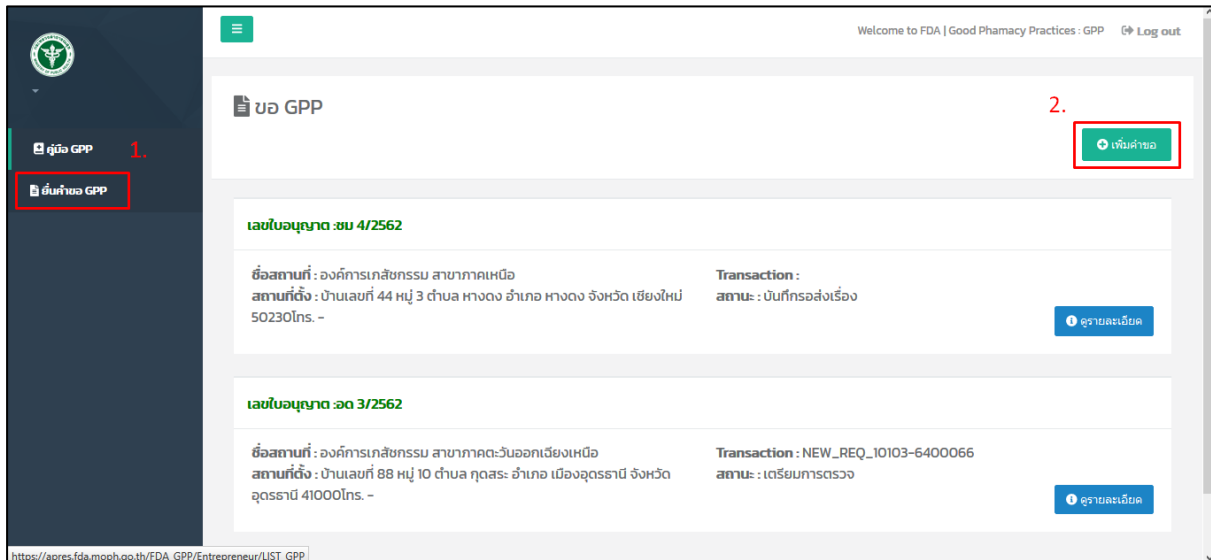 Welcome to FDA | Good Phamacy Practices : GPP Log out
ขอ GPP
2.
เพิ่มคำขอ
คู่มือ GPP
1.
ยื่นคำขอ GPP
เลขใบอนุญาต :ชม 4/2562
ชื่อสถานที่ : องค์การเภสัชกรรม สาขาภาคเหนือ
สถานที่ตั้ง : บ้านเลขที่ 44 หมู่ 3 ตำบล หางดง อำเภอ หางดง จังหวัด เชียงใหม่
50230โทร. -
Transaction :
สถานะ : บันทึกรอส่งเรื่อง
ดูรายละเอียด
เลขใบอนุญาต :อด 3/2562
ชื่อสถานที่ : องค์การเภสัชกรรม สาขาภาคตะวันออกเฉียงเหนือ
สถานที่ตั้ง : บ้านเลขที่ 88 หมู่ 10 ตำบล กุดสระ อำเภอ เมืองอุดรธานี จังหวัด
อุดรธานี 41000โทร. -
Transaction : NEW_REQ_10103-6400066
สถานะ : เตรียมการตรวจ
ดูรายละเอียด
https://apres.fda.moph.go.th/FDA_GPP/Entrepreneur/LIST_GPP